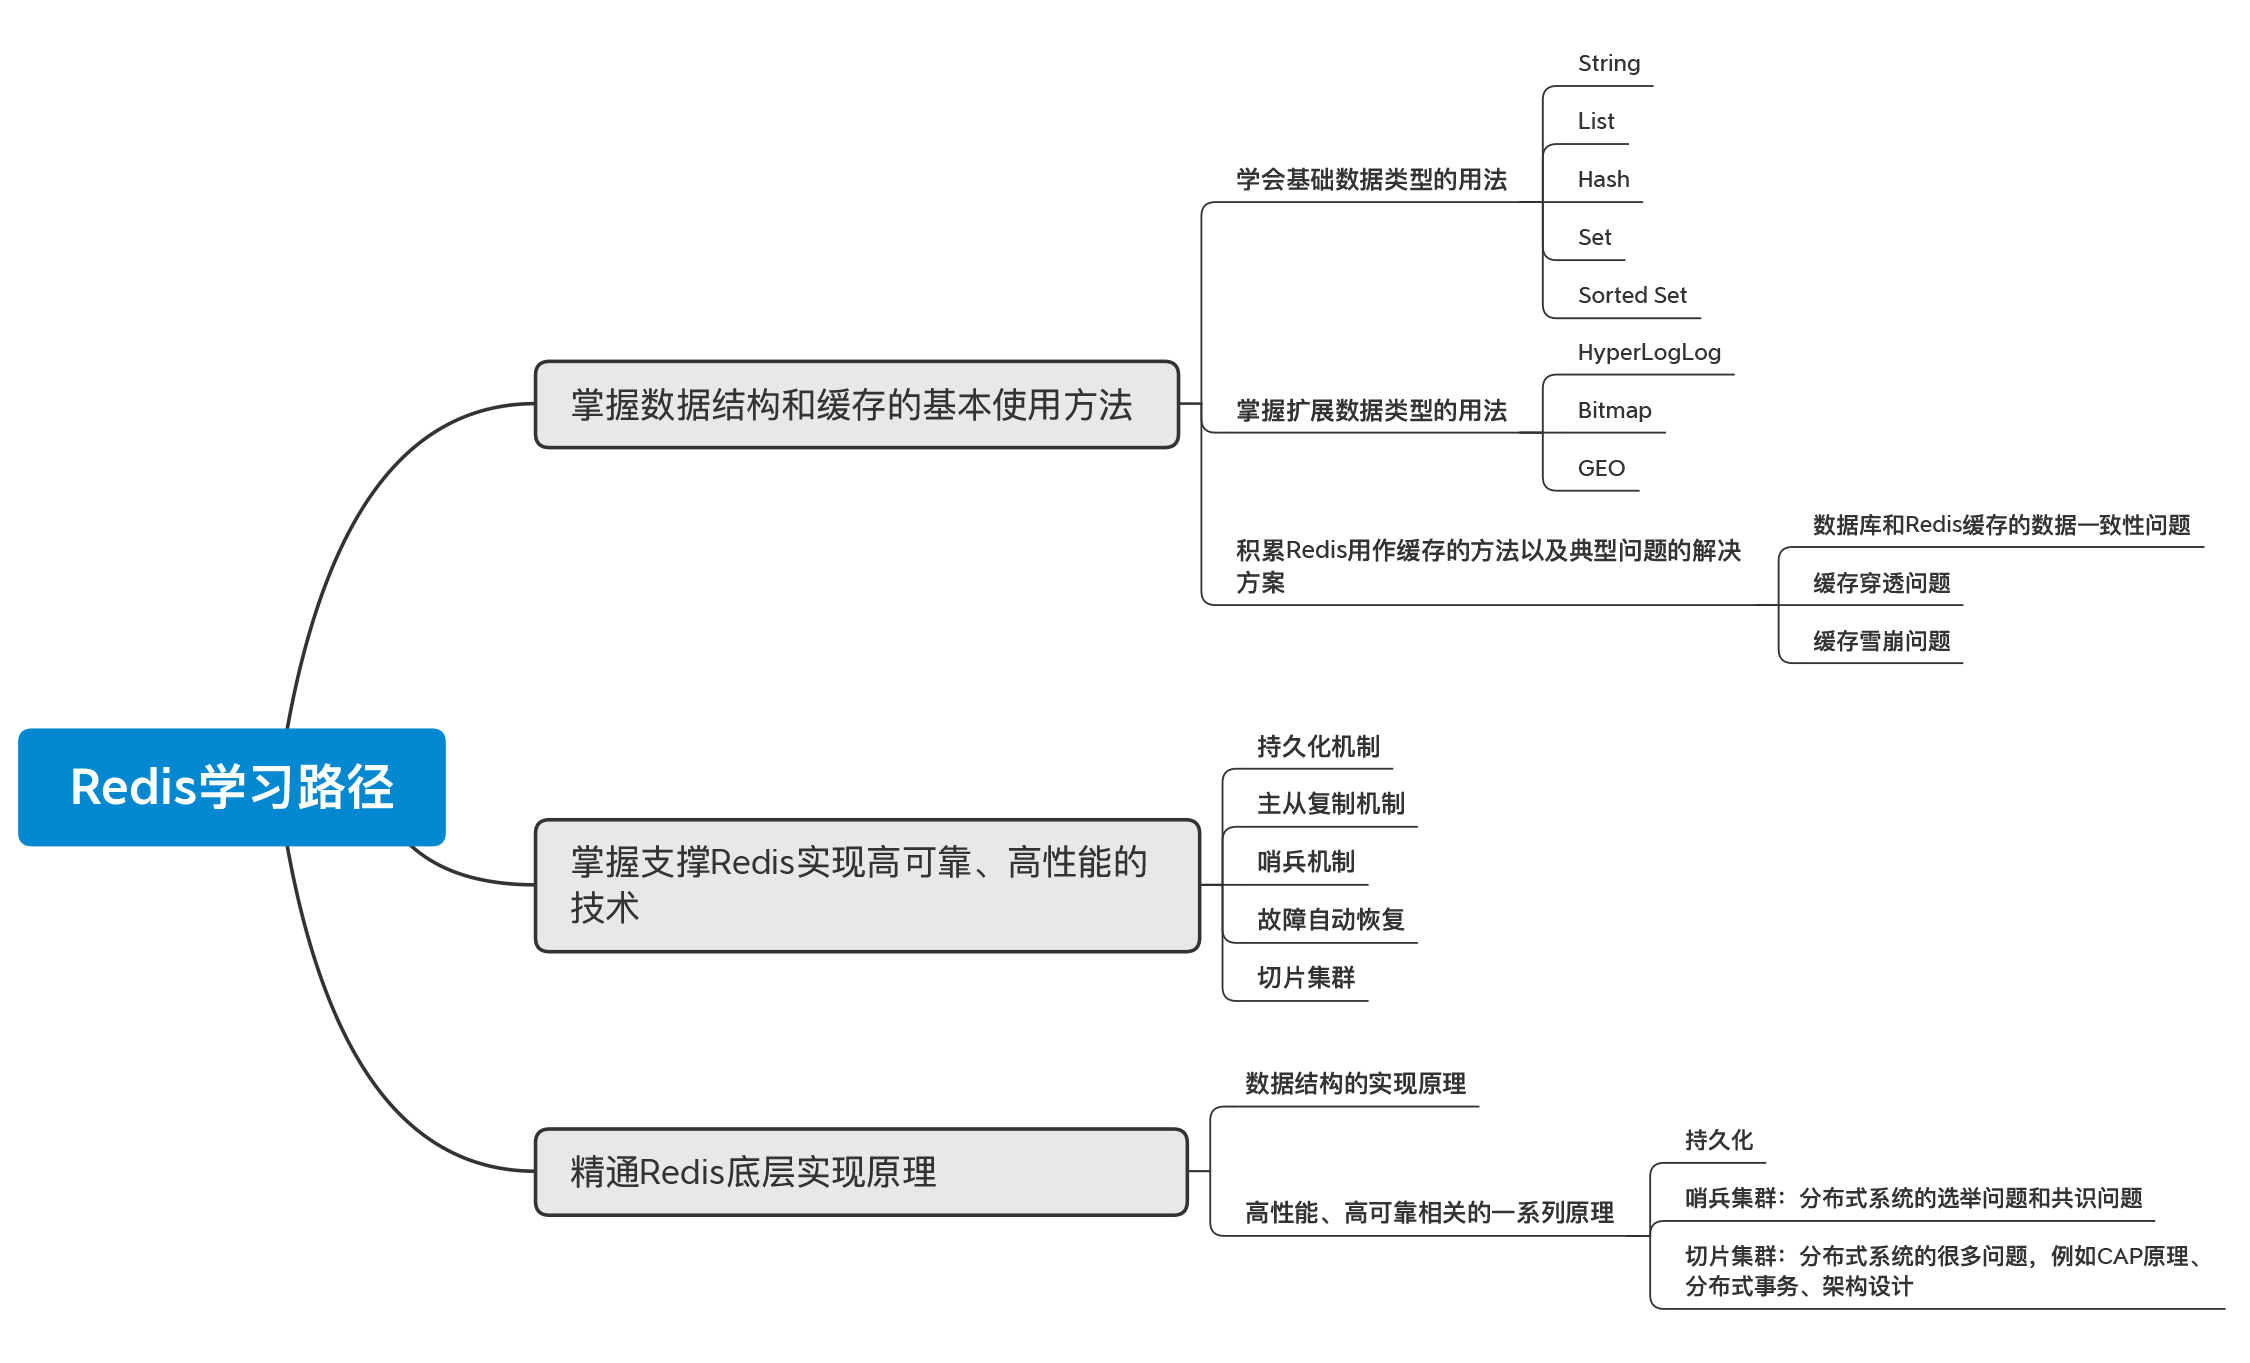 Redis学习路径
掌握数据结构和缓存的基本使用方法
学会基础数据类型的用法
String
List
Hash
Set
Sorted Set
掌握扩展数据类型的用法
HyperLogLog
Bitmap
GEO
积累Redis用作缓存的方法以及典型问题的解决
方案
数据库和Redis缓存的数据一致性问题
缓存穿透问题
缓存雪崩问题
掌握支撑Redis实现高可靠、高性能的
技术
持久化机制
主从复制机制
哨兵机制
故障自动恢复
切片集群
精通Redis底层实现原理
数据结构的实现原理
高性能、高可靠相关的一系列原理
持久化
哨兵集群：分布式系统的选举问题和共识问题
切片集群：分布式系统的很多问题，例如CAP原理、
分布式事务、架构设计